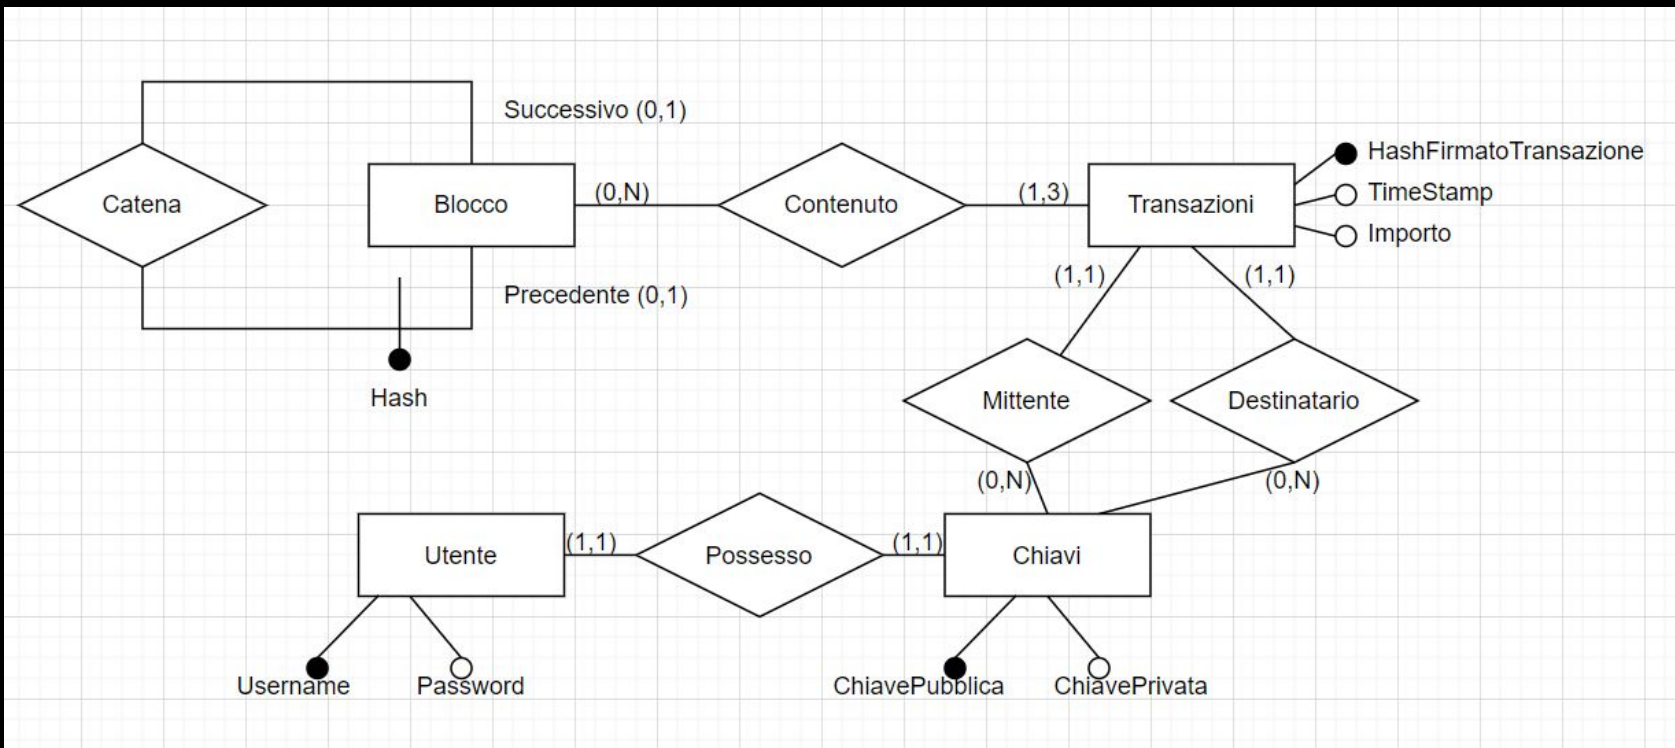 Successivo (0,1)
HashFirmatoTransazione
Catena
Blocco
(0,N)
Contenuto
(1,3)
Transazioni
TimeStamp
Importo
Precedente (0,1)
(1,1)
(1,1)
Hash
Mittente
Destinatario
(0,N)
(0,N)
Utente
(1,1)
Possesso
(1,1)
Chiavi
Username
Password
ChiavePubblica
ChiavePrivata